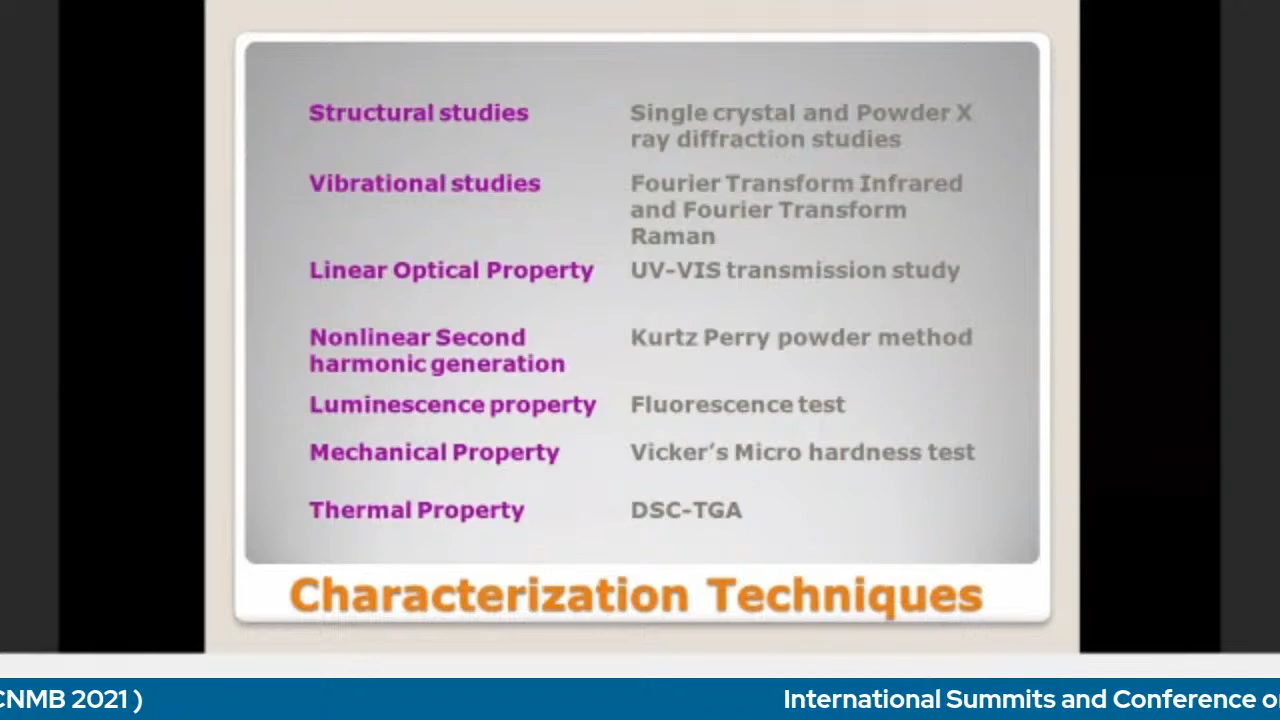 Structural studies
Single crystal and Powder X
ray diffraction studies
Vibrational studies
Fourier Transform Infrared
and Fourier Transform
Raman
Linear Optical Property
UV-VIS transmission study
Nonlinear Second
harmonic generation
Kurtz Perry powder method
Luminescence property
Fluorescence test
Mechanical Property
Vicker's Micro hardness test
Thermal Property
DSC-TGA
Characterization Techniques
CNMB 2021 )
International Summits and Conference o